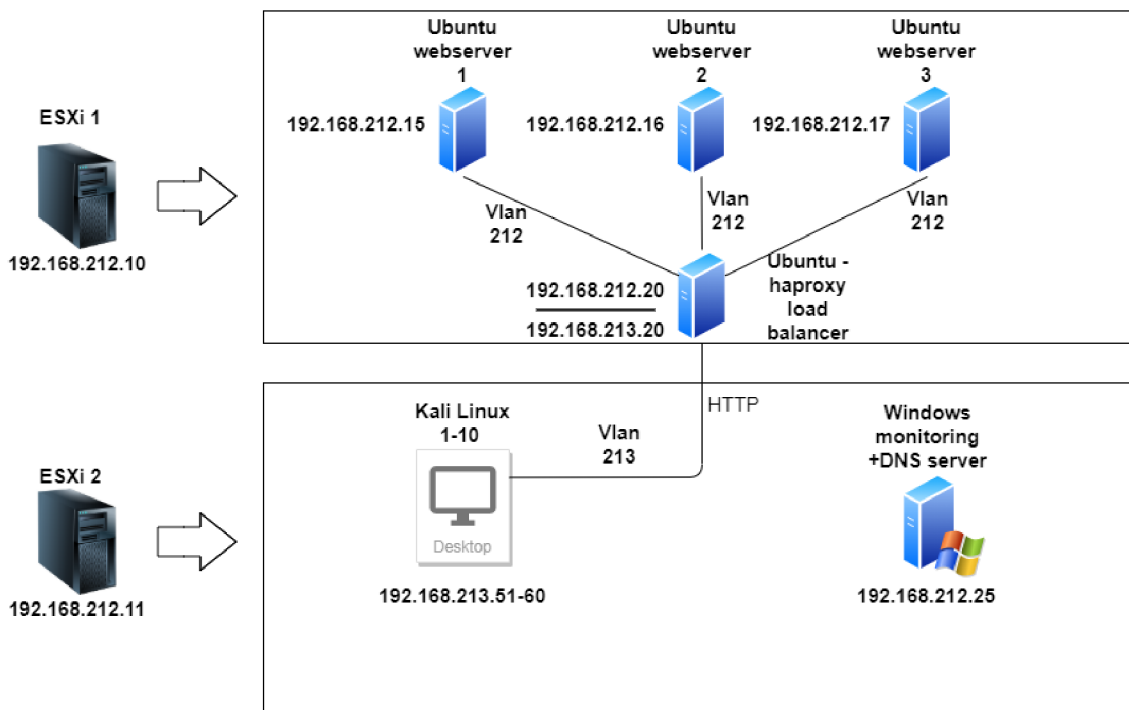 Ubuntu
webserver
1
Ubuntu
webserver
2
Ubuntu
webserver
3
ESXi 1
192.168.212.15
192.168.212.16
192.168.212.17
Vlan
212
Vlan
212
Vlan
212
192.168.212.10
192.168.212.20
192.168.213.20
Ubuntu -
haproxy
load
balancer
HTTP
Kali Linux
1-10
Vlan
213
Windows
monitoring
+DNS server
ESXi 2
Desktop
192.168.213.51-60
192.168.212.25
192.168.212.11